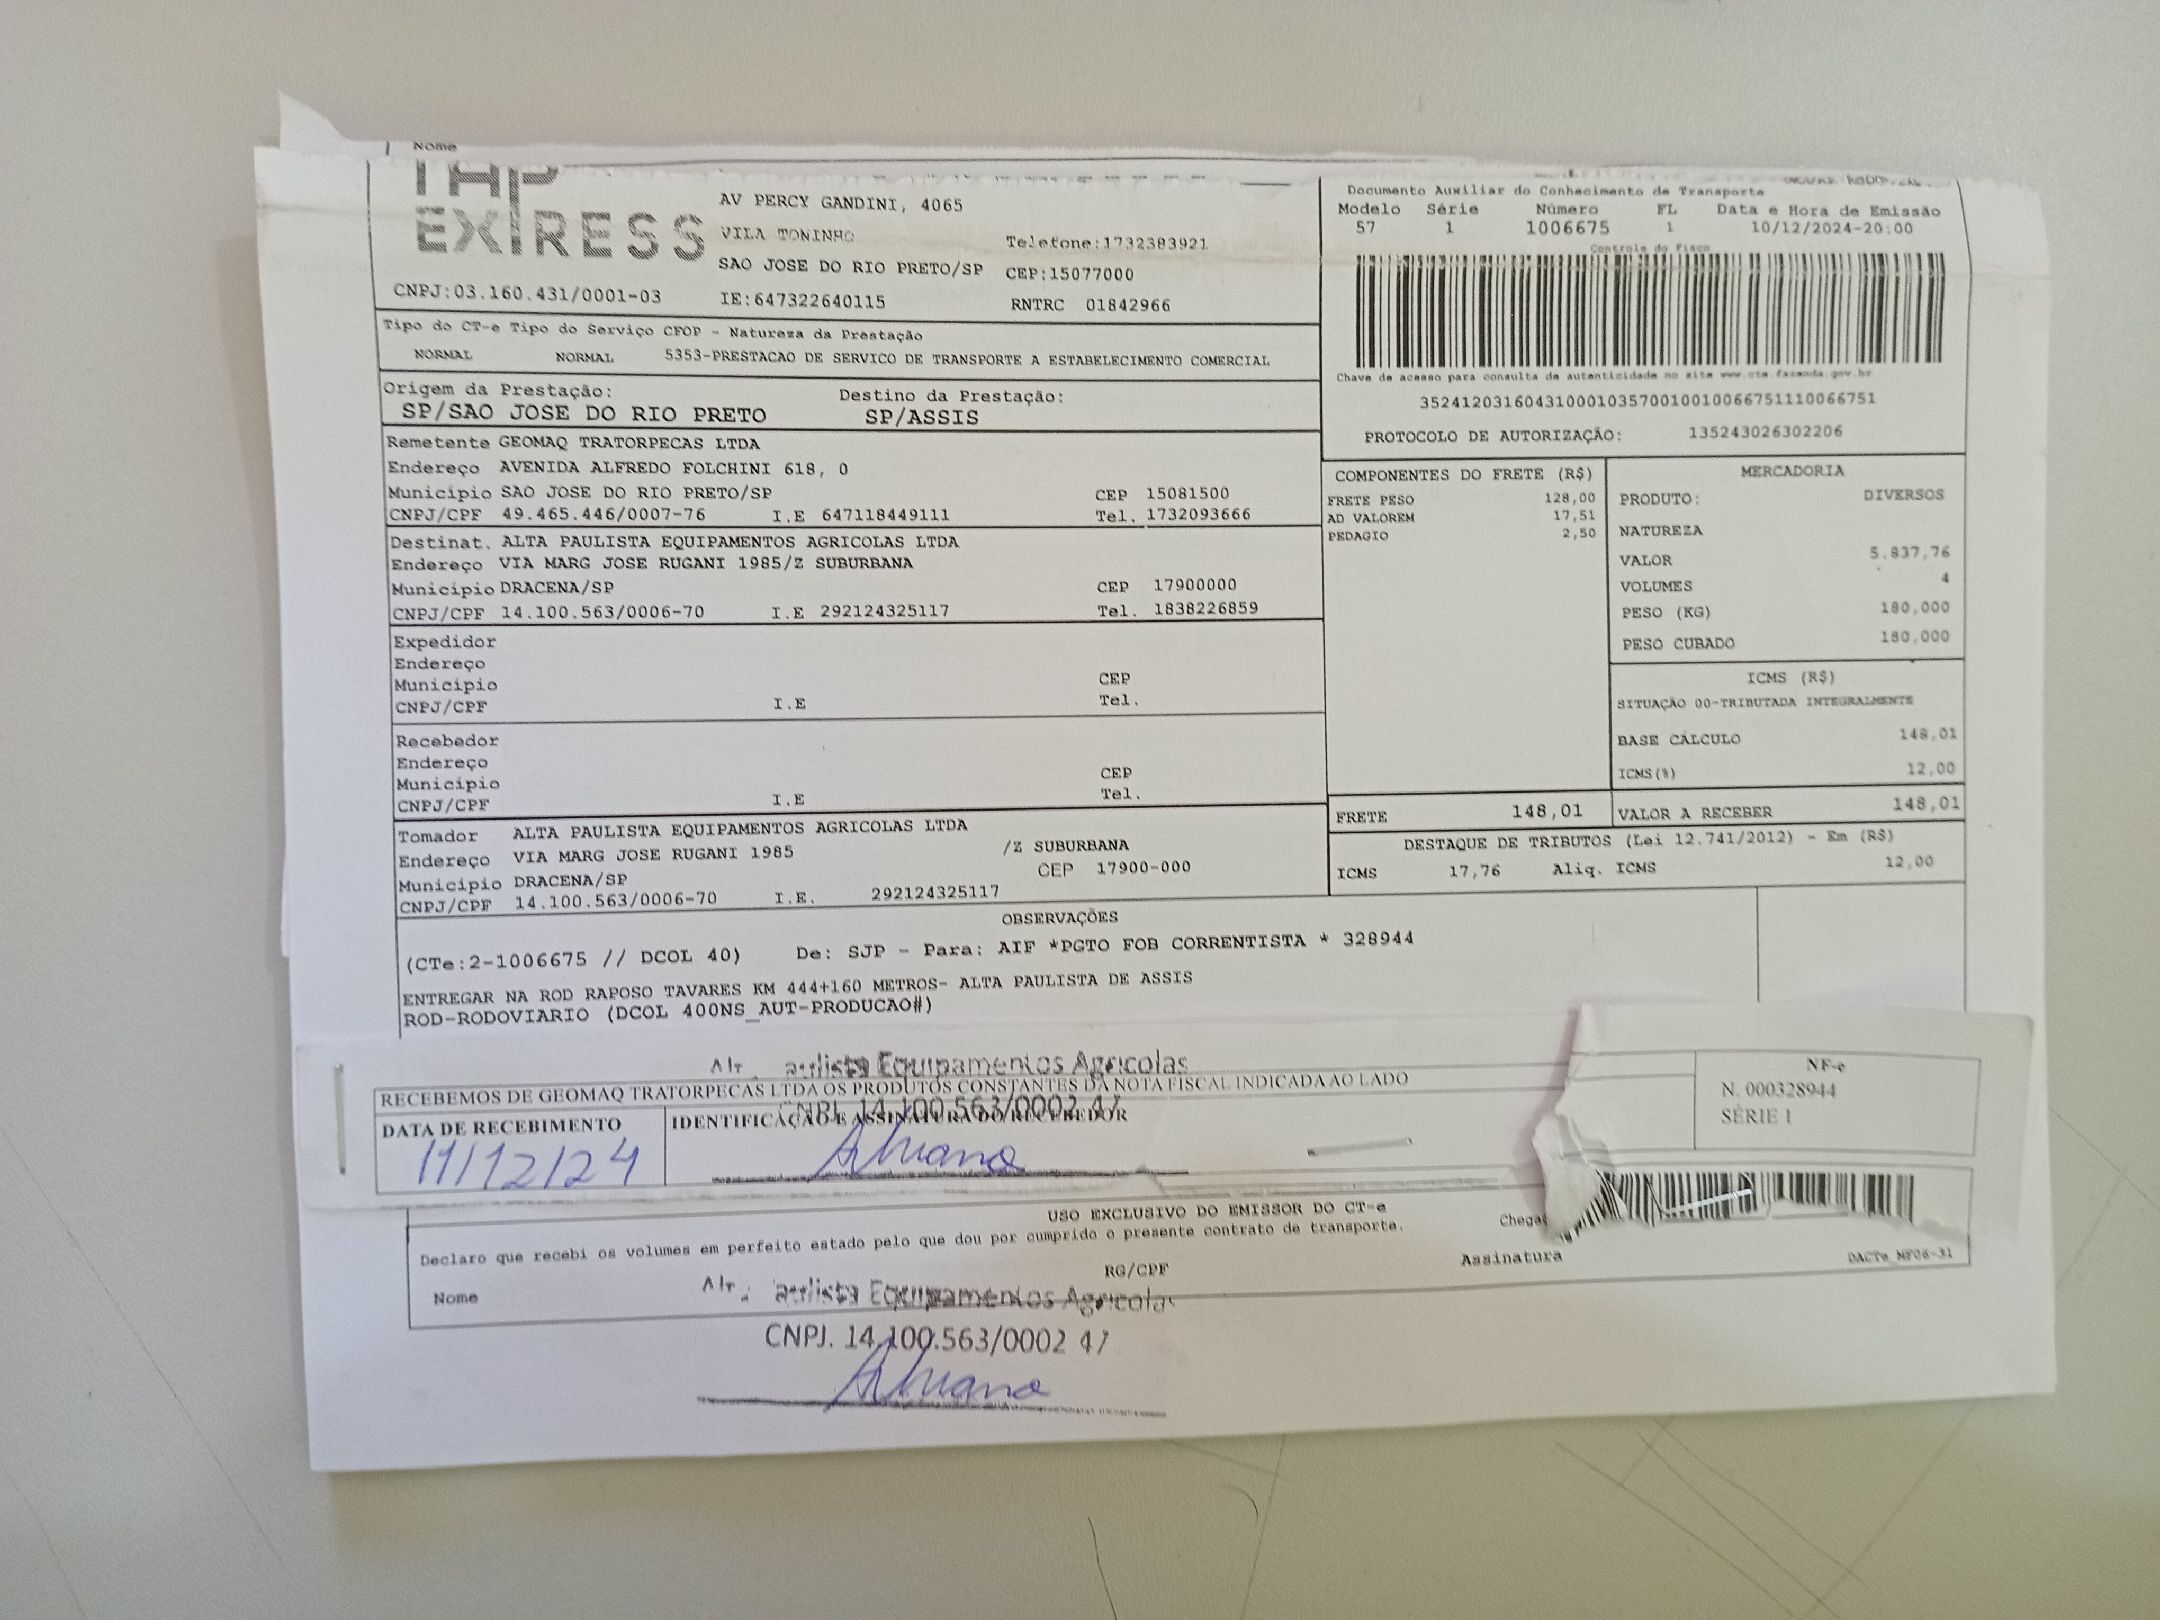 Nome
EXPRESS
AV PERCY GANDINI, 4065
VILA TONINHO Telefone:1732383921
SAO JOSE DO RIO PRETO/SP CEP:15077000
CNPJ:03.160.431/0001-03 IE:647322640115 RNTRC 01842966
Documento Auxiliar do Conhecimento de Transporte
Modelo Série Número FL Data e Hora de Emissão
57 1 1006675 1 10/12/2024-20:00
Controle do Fisco
Chave de acesso para consulta de autenticidade no site www.cte.fazenda.gov.br
35241203160431000103570010010066751110066751
PROTOCOLO DE AUTORIZAÇÃO: 135243026302206
Tipo do CT-e Tipo do Serviço CFOP - Natureza da Prestação
NORMAL NORMAL 5353-PRESTACAO DE SERVICO DE TRANSPORTE A ESTABELECIMENTO COMERCIAL
Origem da Prestação: Destino da Prestação:
SP/SAO JOSE DO RIO PRETO SP/ASSIS
Remetente GEOMAQ TRATORPECAS LTDA
Endereço AVENIDA ALFREDO FOLCHINI 618, 0
Município SAO JOSE DO RIO PRETO/SP CEP 15081500
CNPJ/CPF 49.465.446/0007-76 I.E 647118449111 Tel. 1732093666
Destinat. ALTA PAULISTA EQUIPAMENTOS AGRICOLAS LTDA
Endereço VIA MARG JOSE RUGANI 1985/Z SUBURBANA
Município DRACENA/SP CEP 17900000
CNPJ/CPF 14.100.563/0006-70 I.E 292124325117 Tel. 1838226859
Expedidor
Endereço
Município CEP
CNPJ/CPF I.E Tel.
Recebedor
Endereço
Município CEP
CNPJ/CPF I.E Tel.
Tomador ALTA PAULISTA EQUIPAMENTOS AGRICOLAS LTDA
Endereço VIA MARG JOSE RUGANI 1985 /Z SUBURBANA
Município DRACENA/SP CEP 17900-000
CNPJ/CPF 14.100.563/0006-70 I.E. 292124325117
COMPONENTES DO FRETE (R$)
FRETE PESO 128,00
AD VALOREM 17,51
PEDAGIO 2,50
MERCADORIA
PRODUTO: DIVERSOS
NATUREZA
VALOR 5.837,76
VOLUMES 4
PESO (KG) 180,000
PESO CUBADO 180,000
ICMS (R$)
SITUAÇÃO 00-TRIBUTADA INTEGRALMENTE
BASE CÁLCULO 148,01
ICMS(%) 12,00
FRETE 148,01 VALOR A RECEBER 148,01
DESTAQUE DE TRIBUTOS (Lei 12.741/2012) - Em (R$)
ICMS 17,76 Aliq. ICMS 12,00
OBSERVAÇÕES
(CTe:2-1006675 // DCOL 40) De: SJP - Para: AIF *PGTO FOB CORRENTISTA * 328944
ENTREGAR NA ROD RAPOSO TAVARES KM 444+160 METROS- ALTA PAULISTA DE ASSIS
ROD-RODOVIARIO (DCOL 400NS_AUT-PRODUCAO#)
aulista Equipamentos Agricolas
RECEBEMOS DE GEOMAQ TRATORPECAS LTDA OS PRODUTOS CONSTANTES DA NOTA FISCAL INDICADA AO LADO
CNPJ. 14.100.563/0002 47
DATA DE RECEBIMENTO IDENTIFICAÇÃO E ASSINATURA DO RECEBEDOR
11/12/24
NF-e
N. 000328944
SÉRIE 1
USO EXCLUSIVO DO EMISSOR DO CT-e
Declaro que recebi os volumes em perfeito estado pelo que dou por cumprido o presente contrato de transporte.
Nome RG/CPF Assinatura DACTe_NF06-31
aulista Equipamentos Agricolas
CNPJ. 14.100.563/0002 47